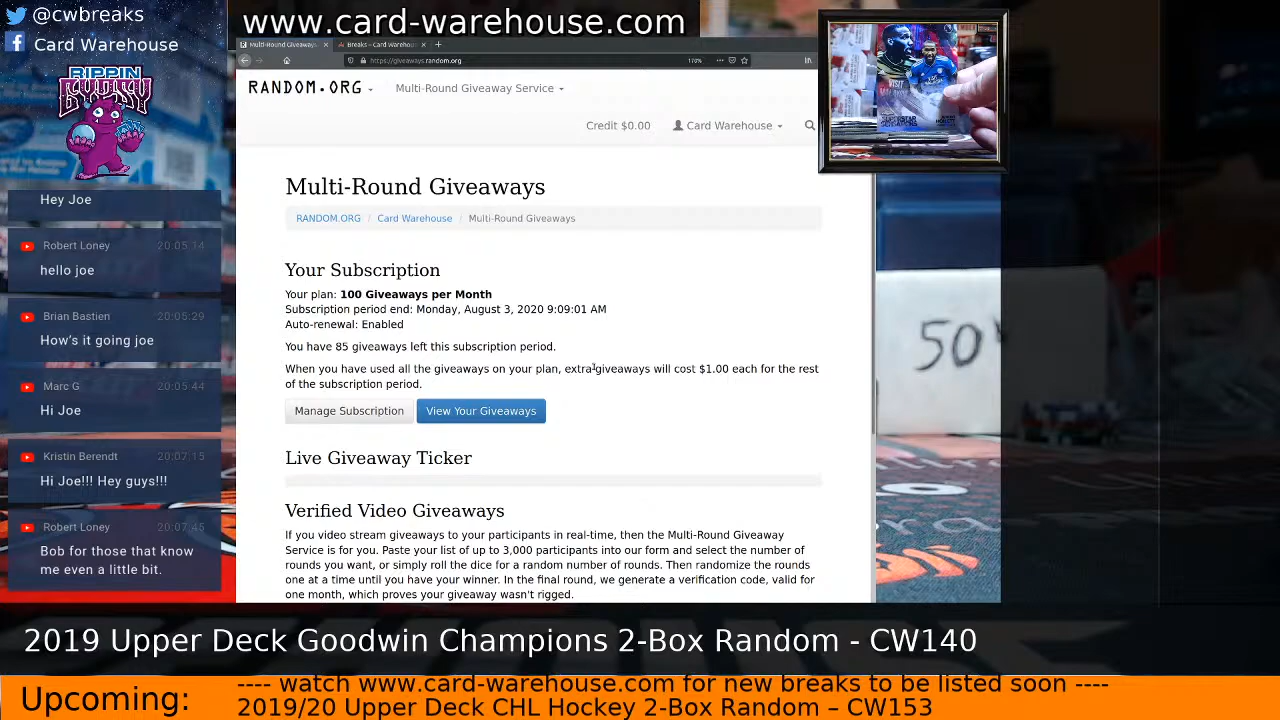 @cwbreaks
Card Warehouse
RIPPIN
Hey Joe
Robert Loney 20:05:14
hello joe
Brian Bastien 20:05:29
How's it going joe
Marc G 20:05:44
Hi Joe
Kristin Berendt 20:07:15
Hi Joe!!! Hey guys!!!
Robert Loney 20:07:45
Bob for those that know
me even a little bit.
www.card-warehouse.com
Multi-Round Giveaways
Breaks – Card Warehou
https://giveaways.random.org
170%
RANDOM.ORG
Multi-Round Giveaway Service
Credit $0.00
Card Warehouse
Multi-Round Giveaways
RANDOM.ORG / Card Warehouse / Multi-Round Giveaways
Your Subscription
Your plan: 100 Giveaways per Month
Subscription period end: Monday, August 3, 2020 9:09:01 AM
Auto-renewal: Enabled
You have 85 giveaways left this subscription period.
When you have used all the giveaways on your plan, extra giveaways will cost $1.00 each for the rest
of the subscription period.
Manage Subscription
View Your Giveaways
Live Giveaway Ticker
Verified Video Giveaways
If you video stream giveaways to your participants in real-time, then the Multi-Round Giveaway
Service is for you. Paste your list of up to 3,000 participants into our form and select the number of
rounds you want, or simply roll the dice for a random number of rounds. Then randomize the rounds
one at a time until you have your winner. In the final round, we generate a verification code, valid for
one month, which proves your giveaway wasn't rigged.
50
2019 Upper Deck Goodwin Champions 2-Box Random - CW140
Upcoming:
---- watch www.card-warehouse.com for new breaks to be listed soon ----
2019/20 Upper Deck CHL Hockey 2-Box Random – CW153